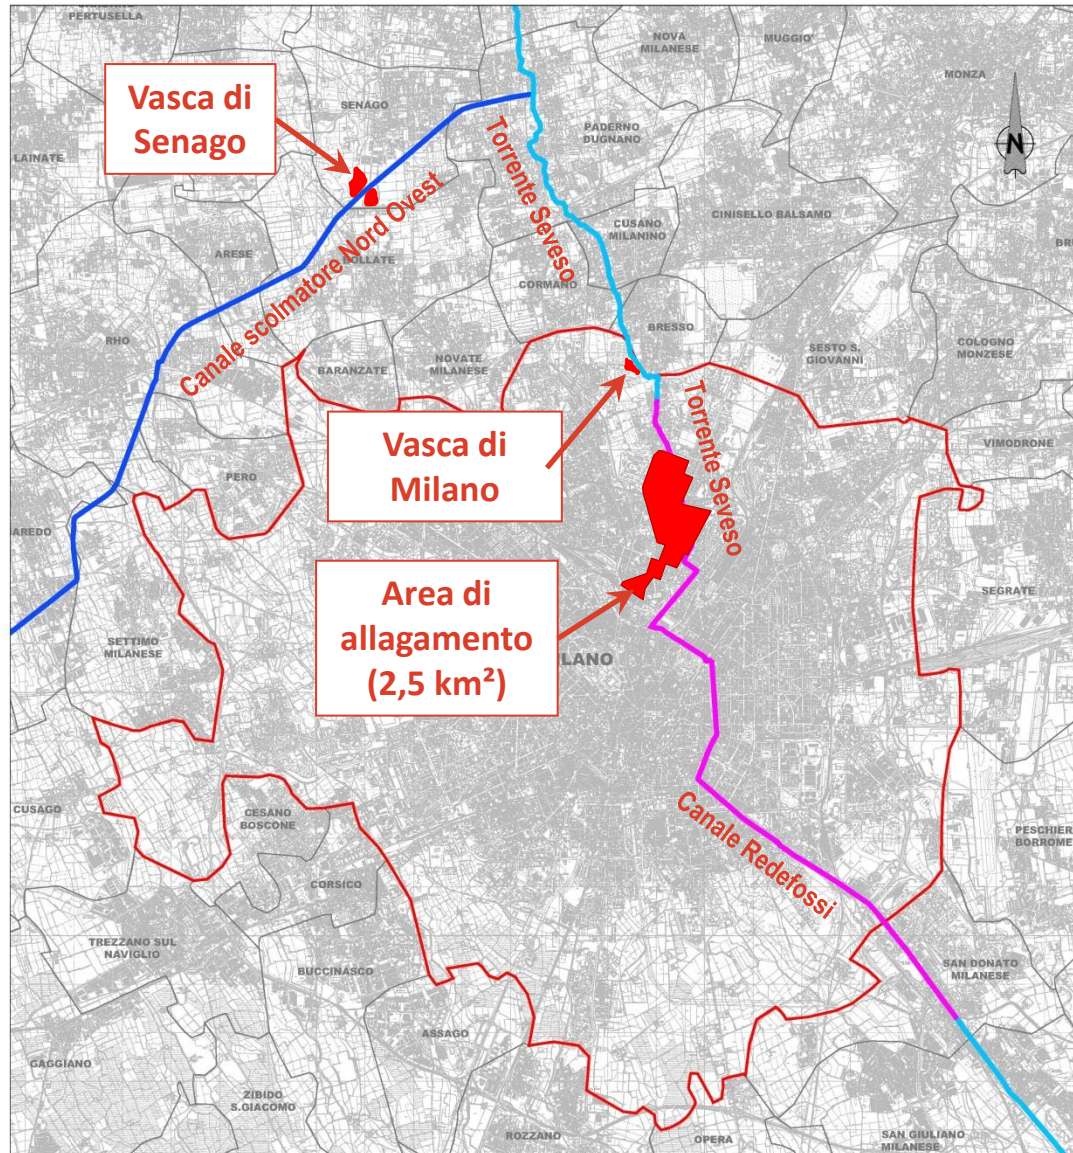 PERTUSELLA
NOVA
MILANESE
MUGGIO'
MONZA
Vasca di
Senago
SENAGO
LAINATE
PADERNO
DUGNANO
N
Torrente Seveso
CINISELLO BALSAMO
CUSANO
MILANINO
ARESE
BOLLATE
Canale scolmatore Nord Ovest
CORMANO
BRESSO
RHO
BARANZATE
NOVATE
MILANESE
SESTO S.
GIOVANNI
COLOGNO
MONZESE
Torrente Seveso
Vasca di
Milano
VIMODRONE
PERO
AREDO
Area di
allagamento
(2,5 km²)
SEGRATE
SETTIMO
MILANESE
LANO
CUSAGO
CESANO
BOSCONE
Canale Redefossi
PESCHIER
BORROME
CORSICO
TREZZANO SUL
NAVIGLIO
BUCCINASCO
SAN DONATO
MILANESE
ASSAGO
GAGGIANO
ZIBIDO
S.GIACOMO
ROZZANO
OPERA
SAN GIULIANO
MILANESE